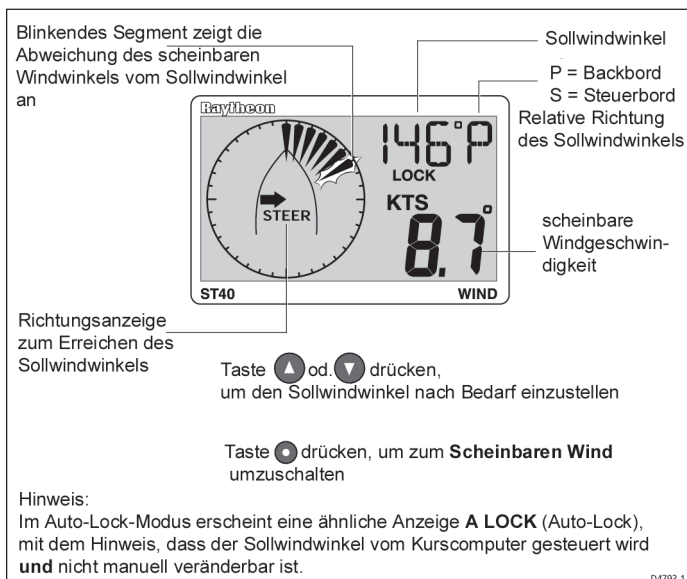 Blinkendes Segment zeigt die
Abweichung des scheinbaren
Windwinkels vom Sollwindwinkel
an
Sollwindwinkel
P = Backbord
S = Steuerbord
Relative Richtung
des Sollwindwinkels
Raytheon
146°P
LOCK
KTS
8.7°
STEER
ST40
WIND
scheinbare
Windgeschwin-
digkeit
Richtungsanzeige
zum Erreichen des
Sollwindwinkels
Taste od. drücken,
um den Sollwindwinkel nach Bedarf einzustellen
Taste drücken, um zum Scheinbaren Wind
umzuschalten
Hinweis:
Im Auto-Lock-Modus erscheint eine ähnliche Anzeige A LOCK (Auto-Lock),
mit dem Hinweis, dass der Sollwindwinkel vom Kurscomputer gesteuert wird
und nicht manuell veränderbar ist.
D4793-1